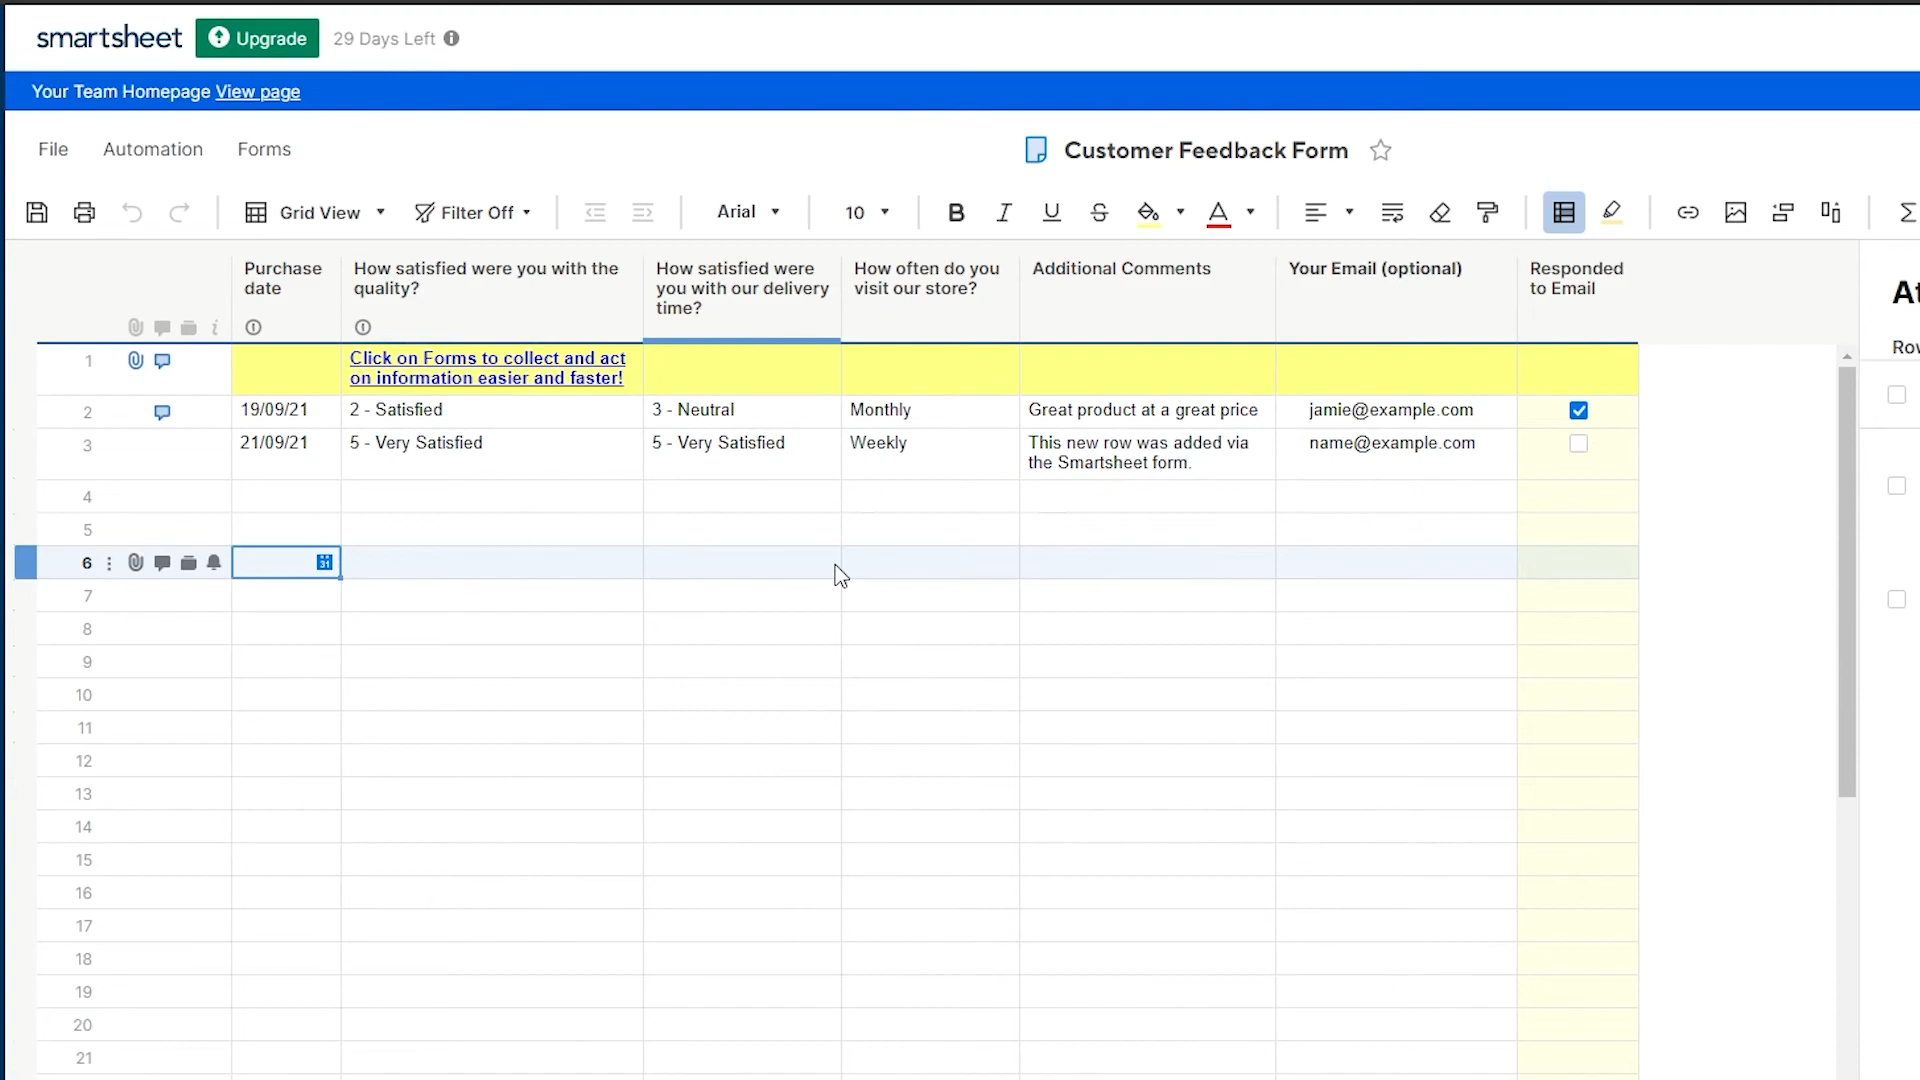 smartsheet Upgrade 29 Days Left
Your Team Homepage View page
File Automation Forms Customer Feedback Form
Grid View Filter Off Arial 10
Purchase date
How satisfied were you with the quality?
How satisfied were you with our delivery time?
How often do you visit our store?
Additional Comments
Your Email (optional)
Responded to Email
Row
1 Click on Forms to collect and act
on information easier and faster!
2 19/09/21 2 - Satisfied 3 - Neutral Monthly Great product at a great price jamie@example.com
3 21/09/21 5 - Very Satisfied 5 - Very Satisfied Weekly This new row was added via name@example.com
the Smartsheet form.
4
5
6 31
7
8
9
10
11
12
13
14
15
16
17
18
19
20
21